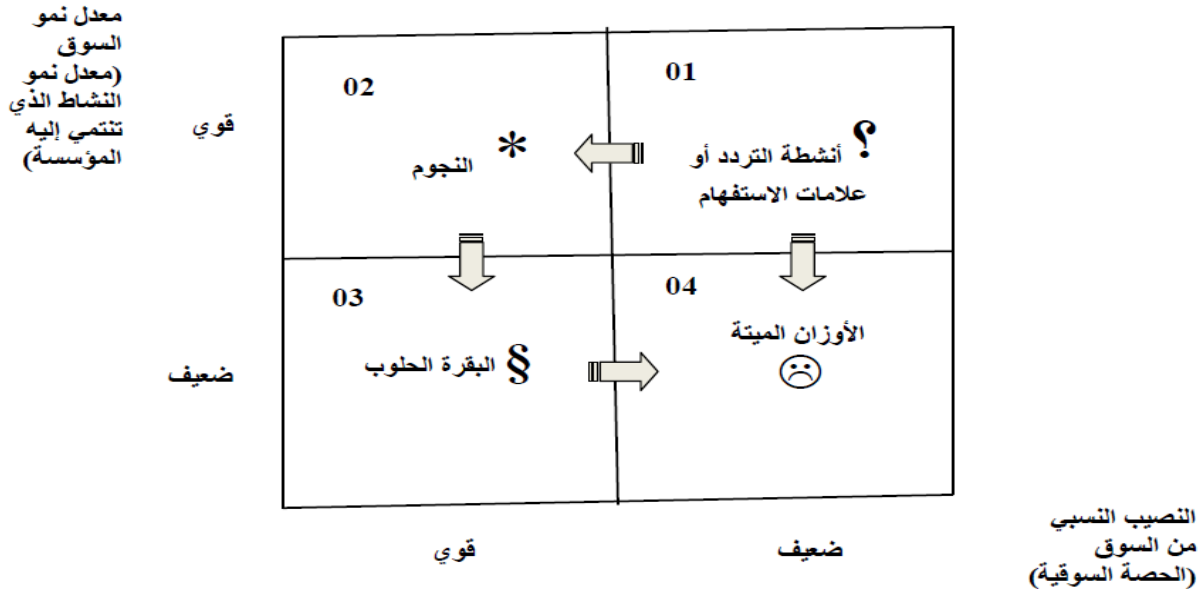 معدل نمو
السوق
(معدل نمو
النشاط الذي
تنتمي إليه
المؤسسة)
قوي
02
01
* النجوم
؟ أنشطة التردد أو
علامات الاستفهام
ضعيف
03
04
§ البقرة الحلوب
الأوزان الميتة
☹
قوي
ضعيف
النصيب النسبي
من السوق
(الحصة السوقية)